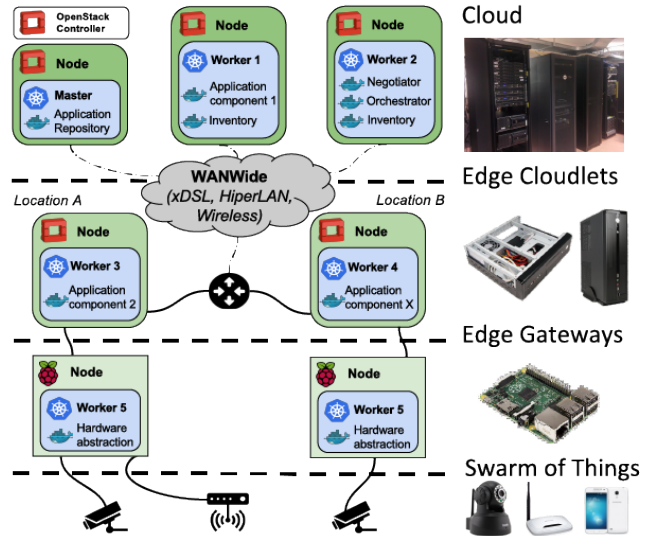 OpenStack
Controller
Cloud
Node
Master
Application
Repository
Node
Worker 1
Application
component 1
Inventory
Node
Worker 2
Negotiator
Orchestrator
Inventory
WANWide
(xDSL, HiperLAN,
Wireless)
Edge Cloudlets
Location A
Location B
Node
Worker 3
Application
component 2
Node
Worker 4
Application
component X
Edge Gateways
Node
Worker 5
Hardware
abstraction
Node
Worker 5
Hardware
abstraction
Swarm of Things